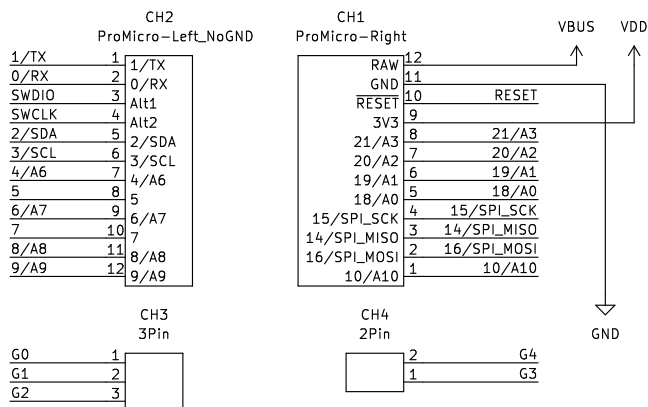 CH2
ProMicro-Left_NoGND
1/TX 1 1/TX
0/RX 2 0/RX
SWDIO 3 Alt1
SWCLK 4 Alt2
2/SDA 5 2/SDA
3/SCL 6 3/SCL
4/A6 7 4/A6
5 8 5
6/A7 9 6/A7
7 10 7
8/A8 11 8/A8
9/A9 12 9/A9
CH1
ProMicro-Right
RAW 12
GND 11
RESET 10 RESET
3V3 9
21/A3 8 21/A3
20/A2 7 20/A2
19/A1 6 19/A1
18/A0 5 18/A0
15/SPI_SCK 4 15/SPI_SCK
14/SPI_MISO 3 14/SPI_MISO
16/SPI_MOSI 2 16/SPI_MOSI
10/A10 1 10/A10
VBUS
VDD
GND
CH3
3Pin
G0 1
G1 2
G2 3
CH4
2Pin
2 G4
1 G3